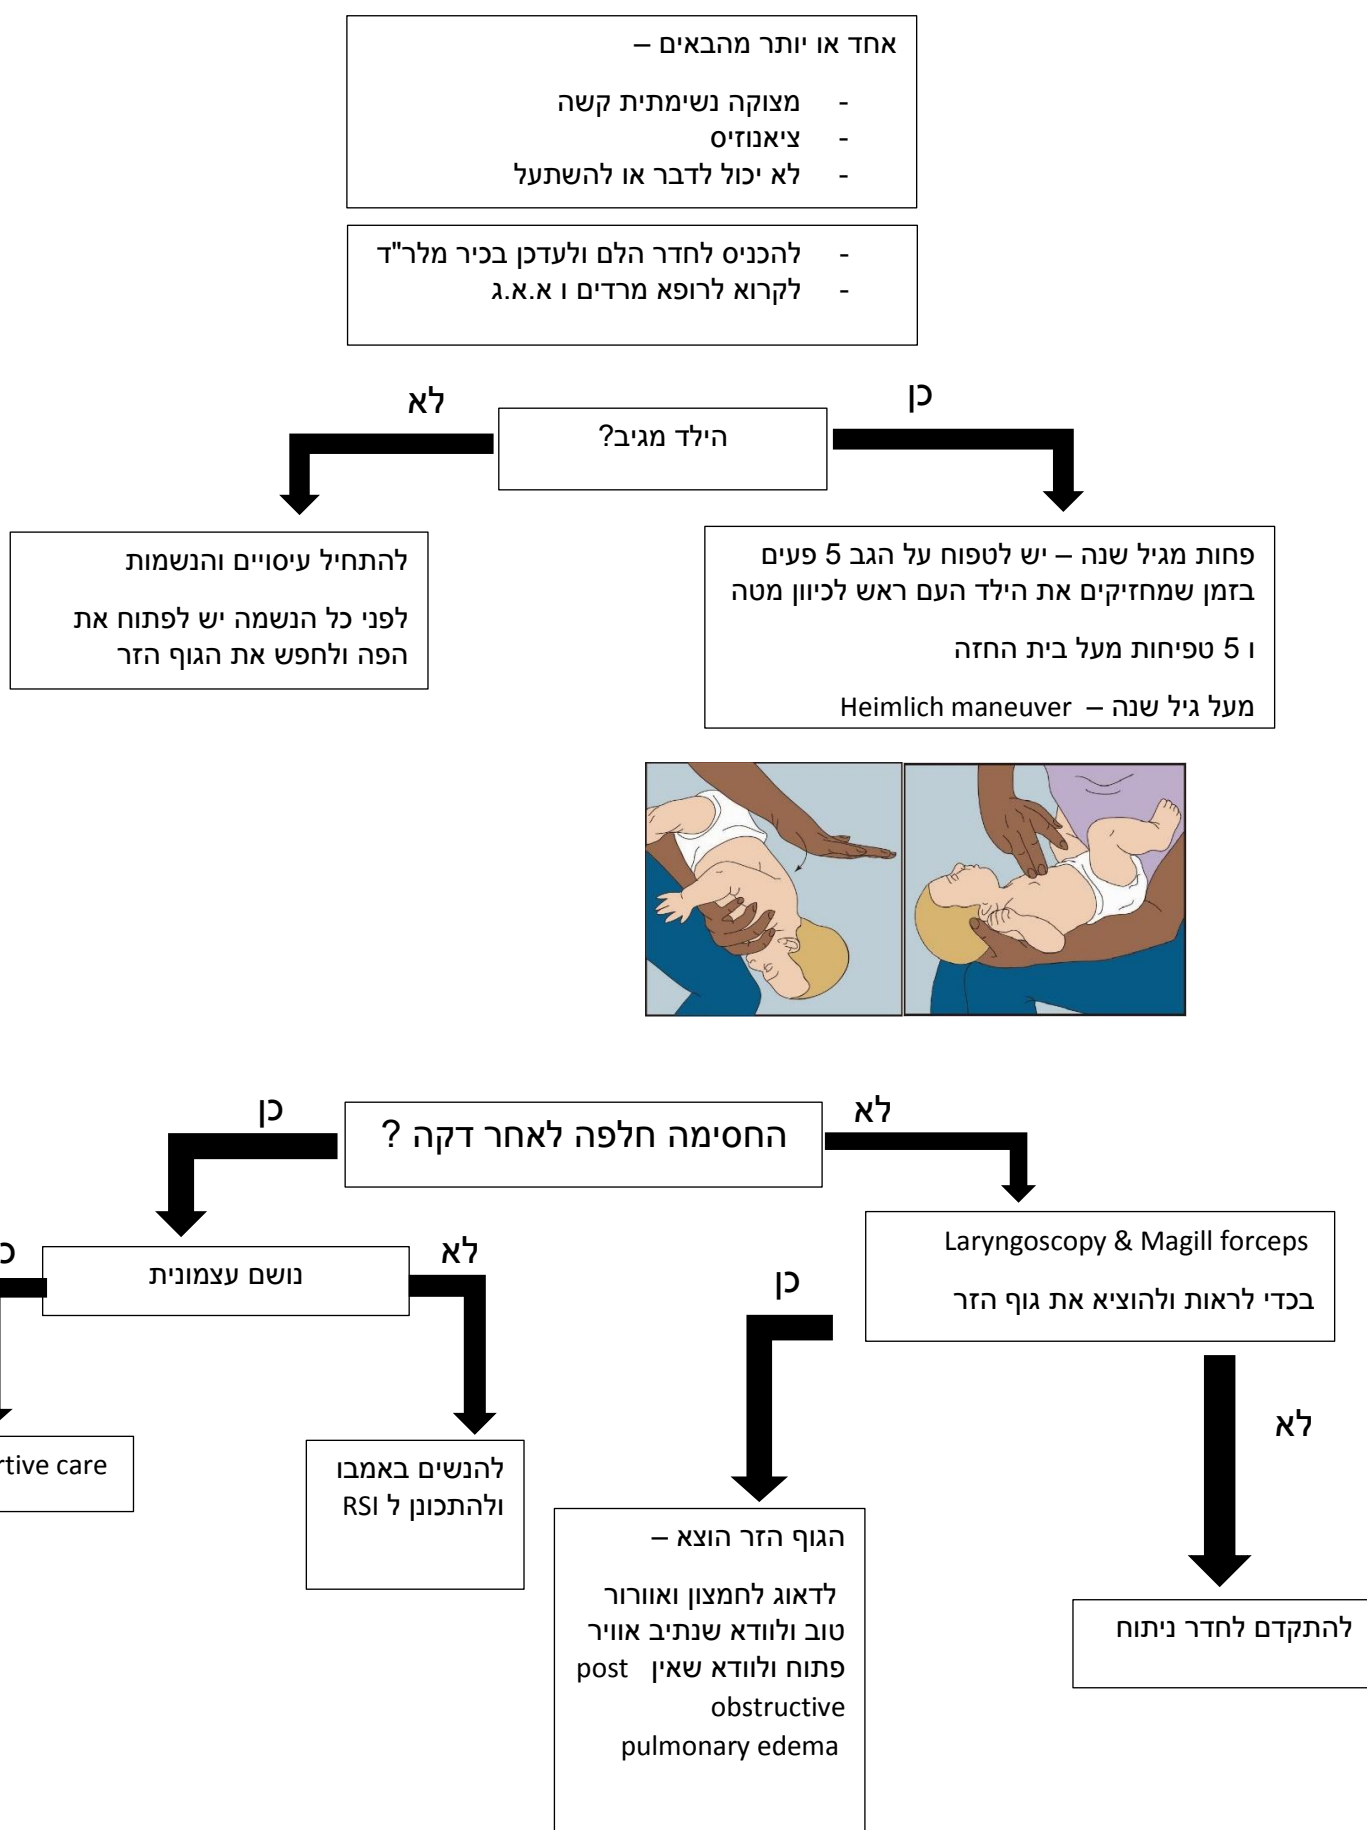 אחד או יותר מהבאים –
- מצוקה נשימתית קשה
- ציאנוזיס
- לא יכול לדבר או להשתעל
- להכניס לחדר הלם ולעדכן בכיר מלר"ד
- לקרוא לרופא מרדים ו א.א.ג
לא
כן
הילד מגיב?
פחות מגיל שנה – יש לטפוח על הגב 5 פעים
בזמן שמחזיקים את הילד העם ראש לכיוון מטה
ו 5 טפיחות מעל בית החזה
מעל גיל שנה – Heimlich maneuver
להתחיל עיסויים והנשמות
לפני כל הנשמה יש לפתוח את
הפה ולחפש את הגוף הזר
כן
לא
החסימה חלפה לאחר דקה ?
Laryngoscopy & Magill forceps
בכדי לראות ולהוציא את גוף הזר
כן
לא
נושם עצמונית
לא
כ
rtive care
להנשים באמבו
ולהתכונן ל RSI
הגוף הזר הוצא –
לדאוג לחמצון ואוורור
טוב ולוודא שנתיב אוויר
פתוח ולוודא שאין post
obstructive
pulmonary edema
להתקדם לחדר ניתוח